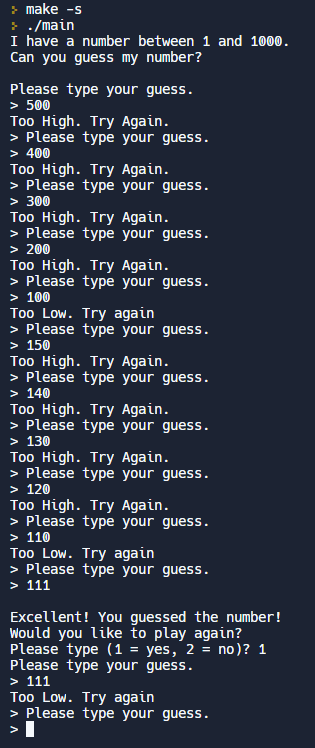 make -s
./main
I have a number between 1 and 1000.
Can you guess my number?
Please type your guess.
> 500
Too High. Try Again.
> Please type your guess.
> 400
Too High. Try Again.
> Please type your guess.
> 300
Too High. Try Again.
> Please type your guess.
> 200
Too High. Try Again.
> Please type your guess.
> 100
Too Low. Try again
> Please type your guess.
> 150
Too High. Try Again.
> Please type your guess.
> 140
Too High. Try Again.
> Please type your guess.
> 130
Too High. Try Again.
> Please type your guess.
> 120
Too High. Try Again.
> Please type your guess.
> 110
Too Low. Try again
> Please type your guess.
> 111
Excellent! You guessed the number!
Would you like to play again?
Please type (1 = yes, 2 = no)? 1
Please type your guess.
> 111
Too Low. Try again
> Please type your guess.
>